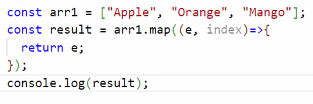 const arr1 = ["Apple", "Orange", "Mango"];
const result = arr1.map((e, index)=>{
  return e;
});
console.log(result);